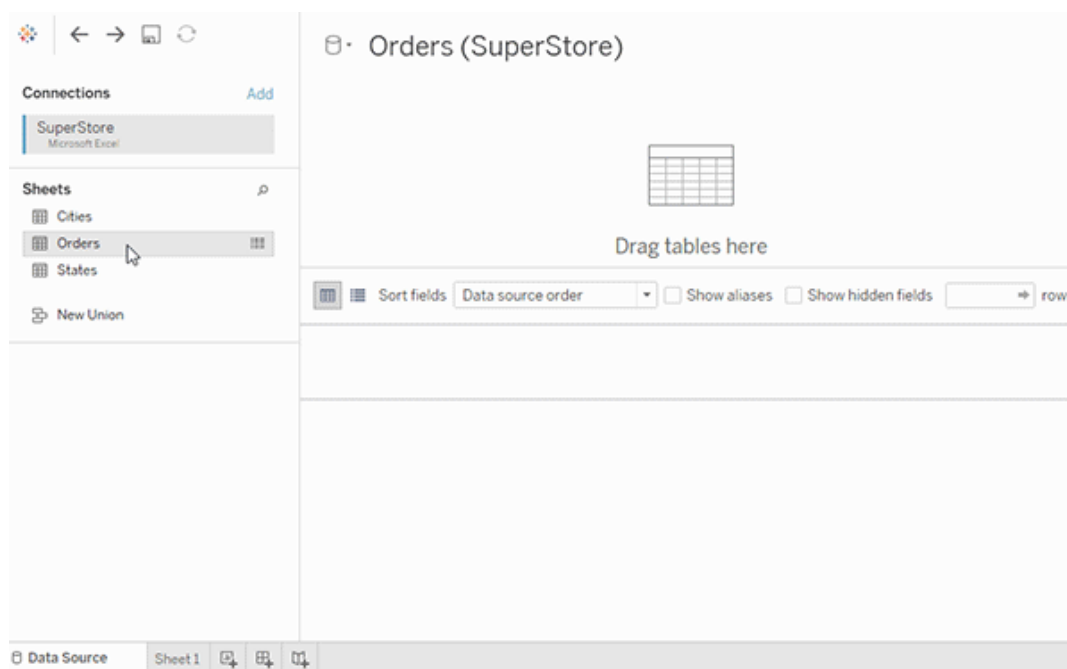 Orders (SuperStore)
Connections
Add
SuperStore
Microsoft Excel
Sheets
Cities
Orders
States
New Union
Drag tables here
Sort fields Data source order Show aliases Show hidden fields row
Data Source Sheet 1